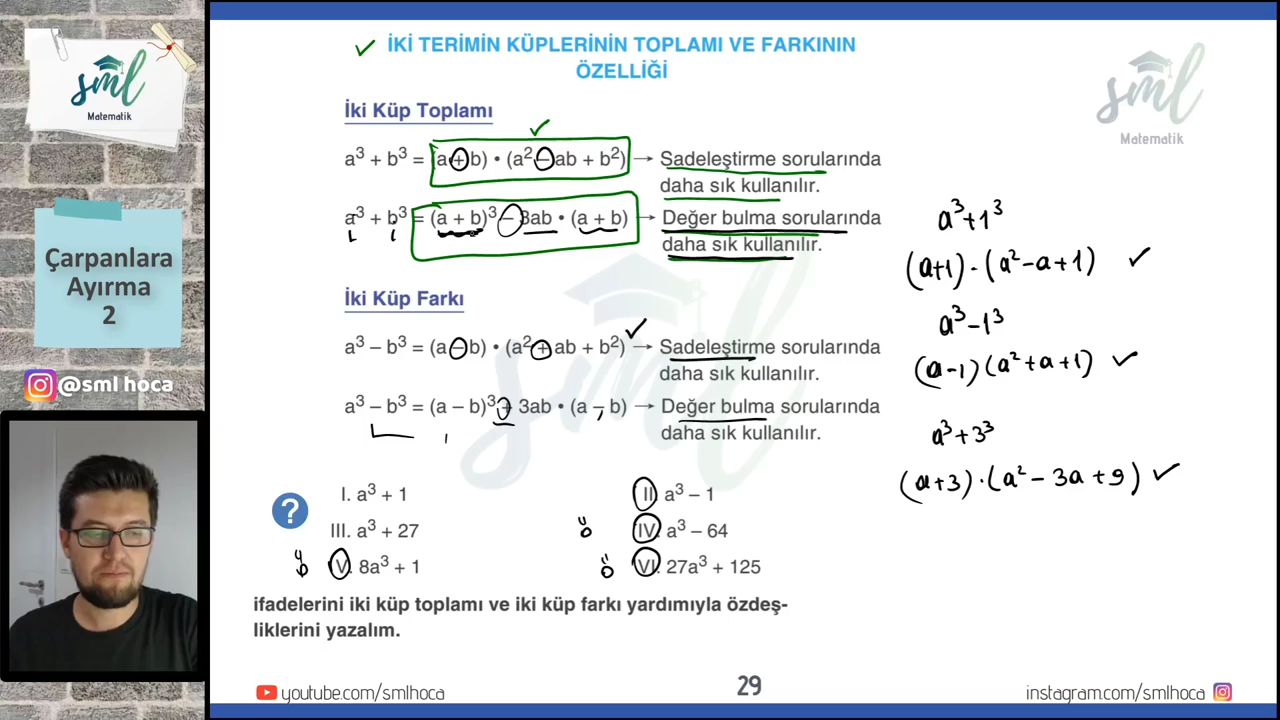 sml
Matematik
Çarpanlara
Ayırma
2
@sml hoca
✓ İKİ TERİMİN KÜPLERİNİN TOPLAMI VE FARKININ
ÖZELLİĞİ
sml
Matematik
İki Küp Toplamı
a³ + b³ = (a + b) • (a² − ab + b²) → Sadeleştirme sorularında
daha sık kullanılır.
a³ + b³ = (a + b)³ − 3ab • (a + b) → Değer bulma sorularında
daha sık kullanılır.
İki Küp Farkı
a³ − b³ = (a − b) • (a² + ab + b²) → Sadeleştirme sorularında
daha sık kullanılır.
a³ − b³ = (a − b)³ + 3ab • (a − b) → Değer bulma sorularında
daha sık kullanılır.
a³+1³
(a+1)·(a²−a+1) ✓
a³−1³
(a−1)(a²+a+1) ✓
a³+3³
(a+3)·(a²−3a+9) ✓
?
I. a³ + 1
II. a³ − 1
III. a³ + 27
IV. a³ − 64
V. 8a³ + 1
VI. 27a³ + 125
ifadelerini iki küp toplamı ve iki küp farkı yardımıyla özdeş-
liklerini yazalım.
youtube.com/smlhoca
29
instagram.com/smlhoca
sml